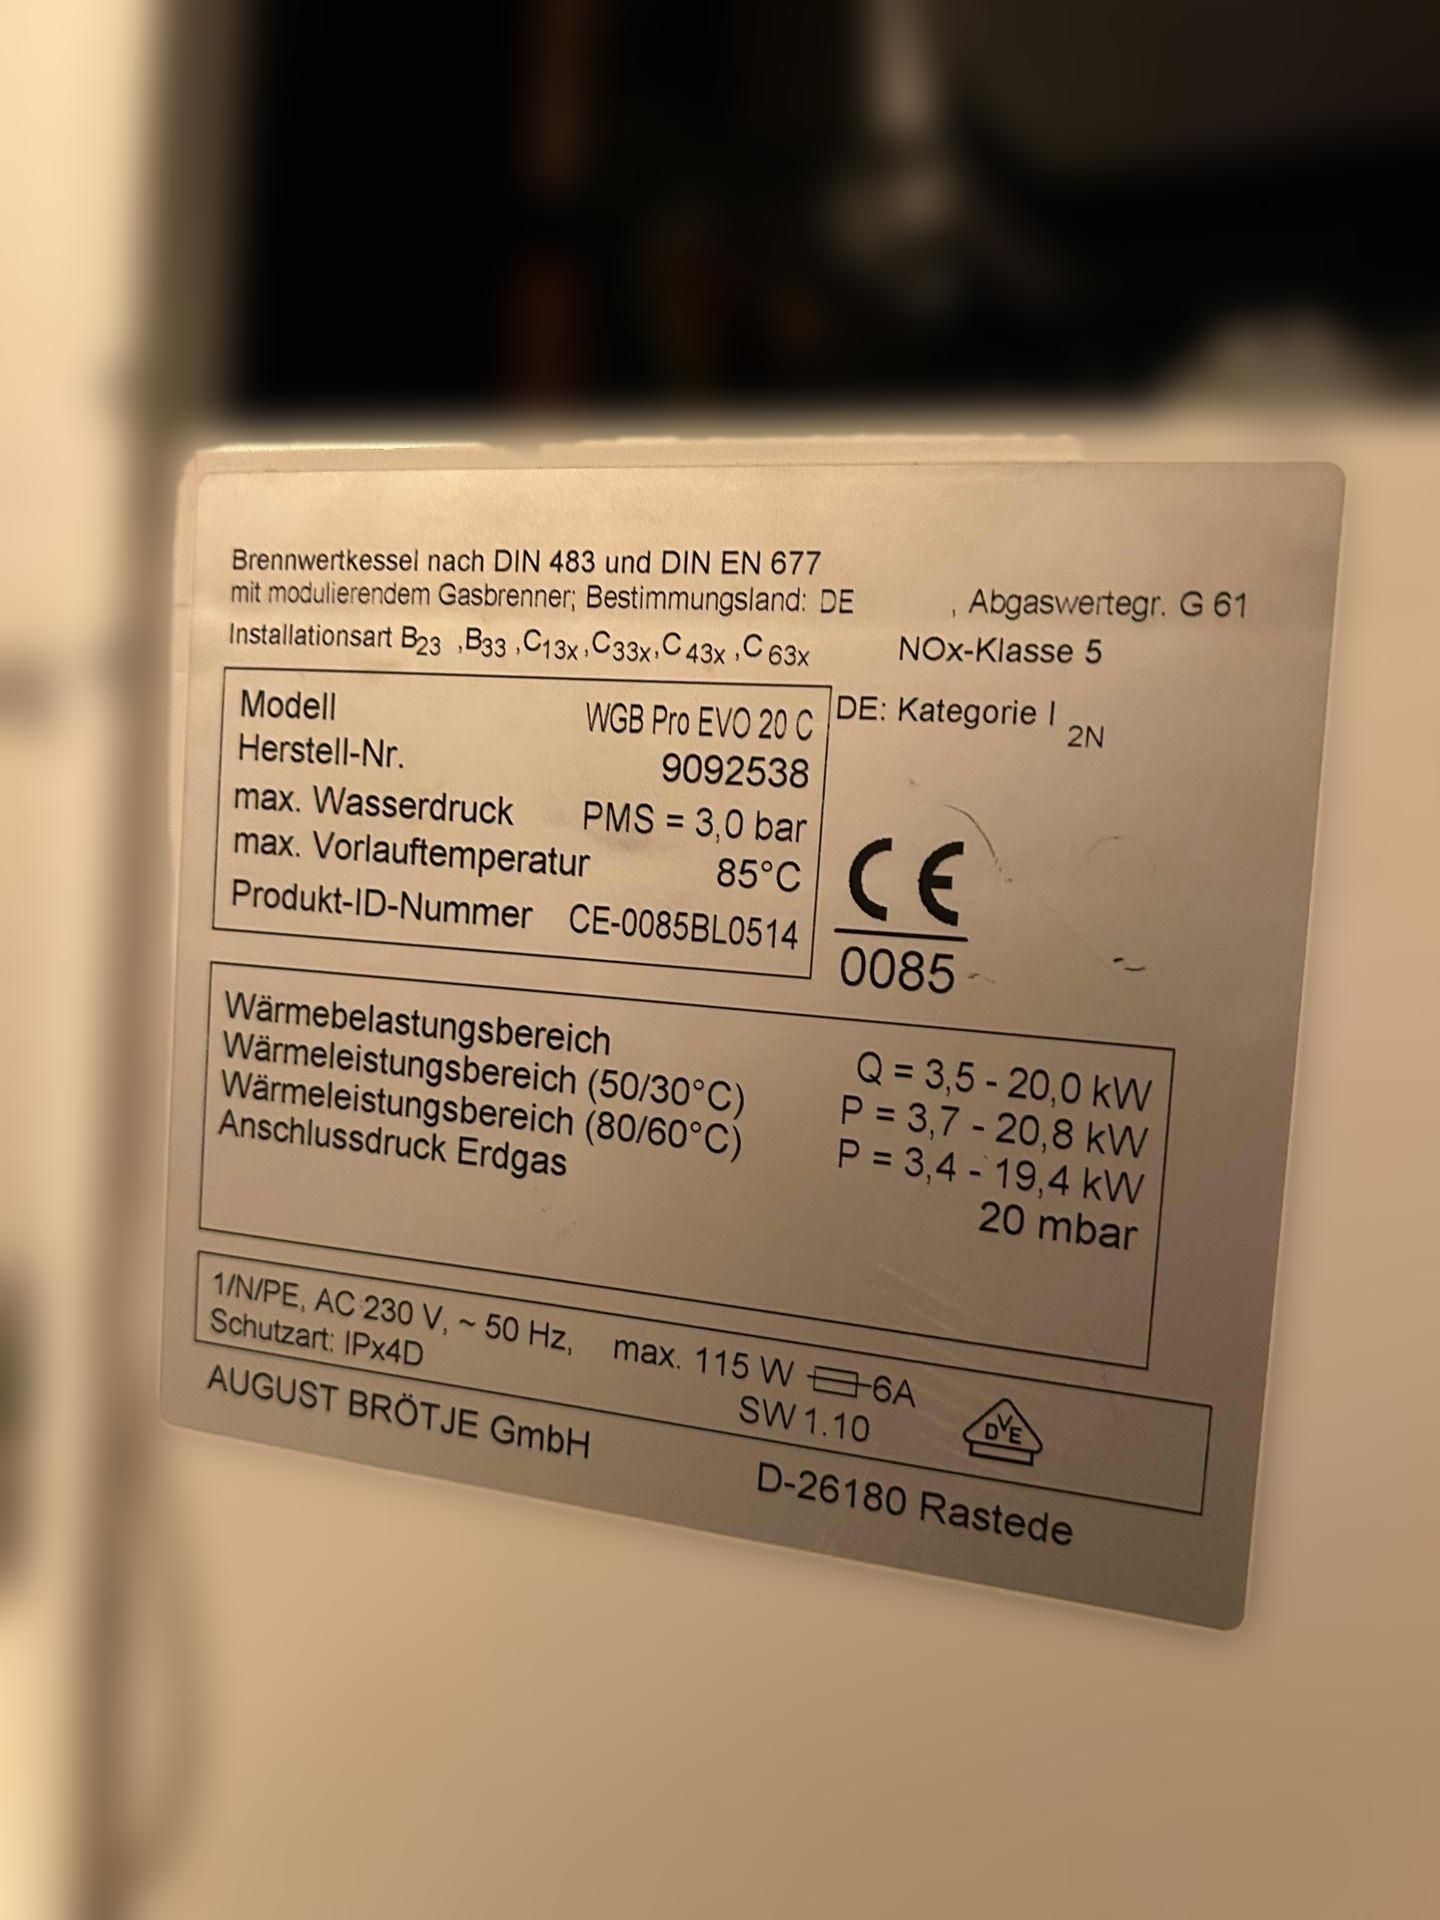 Brennwertkessel nach DIN 483 und DIN EN 677
mit modulierendem Gasbrenner; Bestimmungsland: DE , Abgaswertegr. G 61
Installationsart B23 ,B33 ,C13x ,C33x, C43x ,C63x NOx-Klasse 5
Modell WGB Pro EVO 20 C
Herstell-Nr. 9092538
max. Wasserdruck PMS = 3,0 bar
max. Vorlauftemperatur 85°C
Produkt-ID-Nummer CE-0085BL0514
DE: Kategorie I 2N
CE
0085
Wärmebelastungsbereich Q = 3,5 - 20,0 kW
Wärmeleistungsbereich (50/30°C) P = 3,7 - 20,8 kW
Wärmeleistungsbereich (80/60°C) P = 3,4 - 19,4 kW
Anschlussdruck Erdgas 20 mbar
1/N/PE, AC 230 V, ~ 50 Hz, max. 115 W 6A
Schutzart: IPx4D SW 1.10
DVE
AUGUST BRÖTJE GmbH D-26180 Rastede